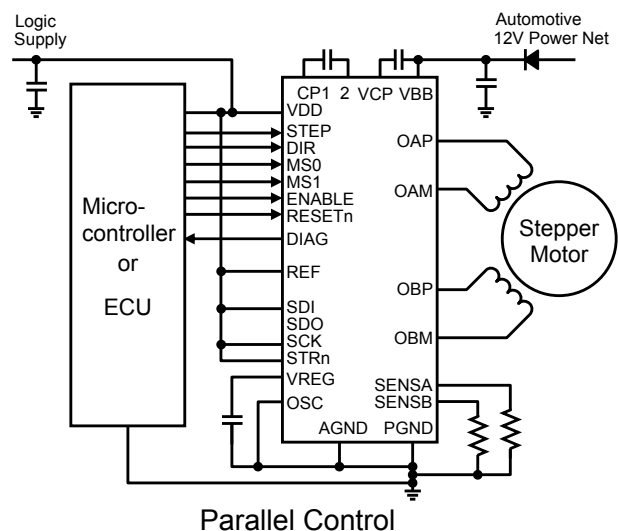 Logic
Supply
Automotive
12V Power Net
CP1 2 VCP VBB
VDD
STEP
DIR
MS0
MS1
ENABLE
RESETn
DIAG
REF
SDI
SDO
SCK
STRn
VREG
OSC
AGND PGND
OAP
OAM
OBP
OBM
SENSA
SENSB
Micro-
controller
or
ECU
Stepper
Motor
Parallel Control